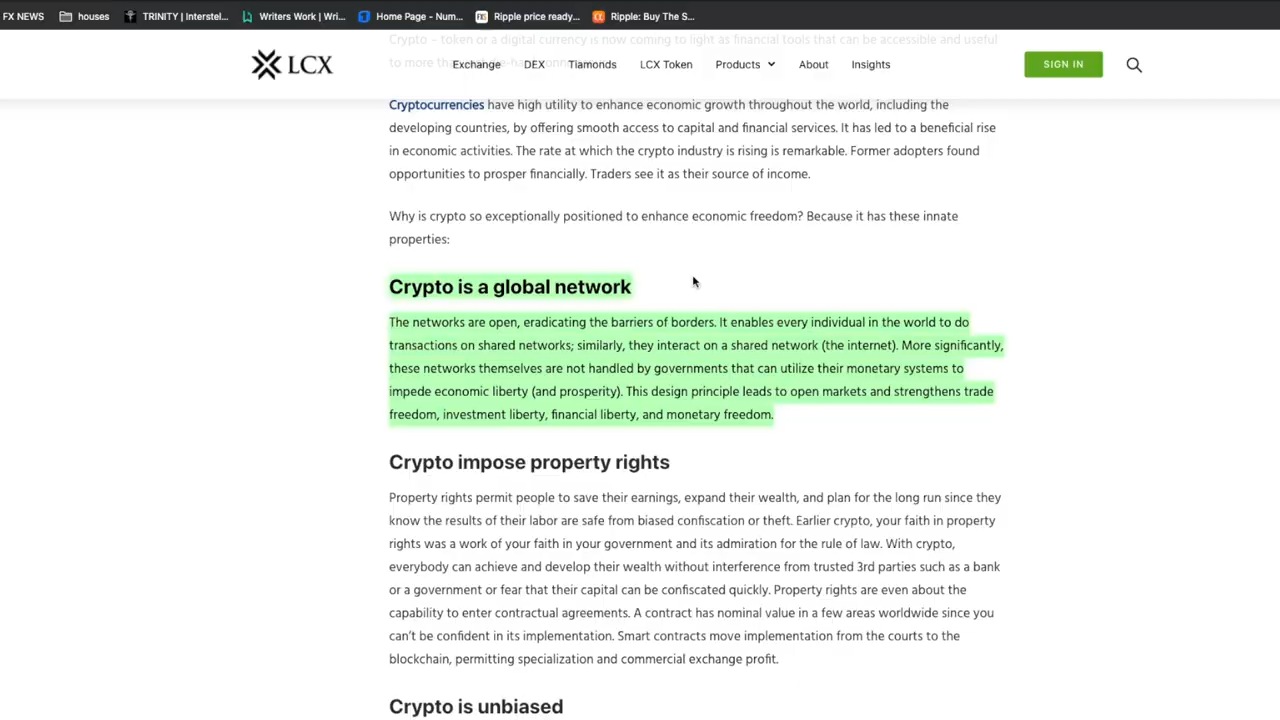 FX NEWS houses TRINITY | Interstel... Writers Work | Wri... Home Page - Num... Ripple price ready... Ripple: Buy The S...
Crypto – token or a digital currency is now coming to light as financial tools that can be accessible and useful
to more
LCX Exchange DEX Tiamonds LCX Token Products About Insights SIGN IN
Cryptocurrencies have high utility to enhance economic growth throughout the world, including the
developing countries, by offering smooth access to capital and financial services. It has led to a beneficial rise
in economic activities. The rate at which the crypto industry is rising is remarkable. Former adopters found
opportunities to prosper financially. Traders see it as their source of income.
Why is crypto so exceptionally positioned to enhance economic freedom? Because it has these innate
properties:
Crypto is a global network
The networks are open, eradicating the barriers of borders. It enables every individual in the world to do
transactions on shared networks; similarly, they interact on a shared network (the internet). More significantly,
these networks themselves are not handled by governments that can utilize their monetary systems to
impede economic liberty (and prosperity). This design principle leads to open markets and strengthens trade
freedom, investment liberty, financial liberty, and monetary freedom.
Crypto impose property rights
Property rights permit people to save their earnings, expand their wealth, and plan for the long run since they
know the results of their labor are safe from biased confiscation or theft. Earlier crypto, your faith in property
rights was a work of your faith in your government and its admiration for the rule of law. With crypto,
everybody can achieve and develop their wealth without interference from trusted 3rd parties such as a bank
or a government or fear that their capital can be confiscated quickly. Property rights are even about the
capability to enter contractual agreements. A contract has nominal value in a few areas worldwide since you
can't be confident in its implementation. Smart contracts move implementation from the courts to the
blockchain, permitting specialization and commercial exchange profit.
Crypto is unbiased